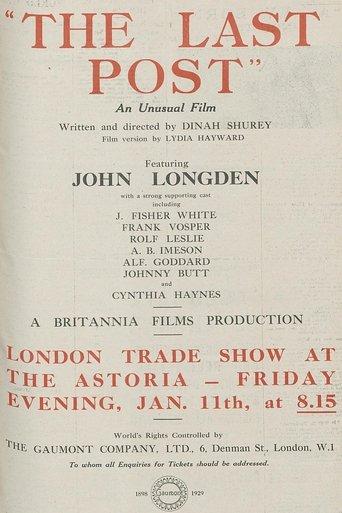 "THE LAST
POST"
An Unusual Film
Written and directed by DINAH SHUREY
Film version by LYDIA HAYWARD
Featuring
JOHN LONGDEN
with a strong supporting cast
including
J. FISHER WHITE
FRANK VOSPER
ROLF LESLIE
A. B. IMESON
ALF. GODDARD
JOHNNY BUTT
and
CYNTHIA HAYNES
A BRITANNIA FILMS PRODUCTION
LONDON TRADE SHOW AT
THE ASTORIA – FRIDAY
EVENING, JAN. 11th, at 8.15
World's Rights Controlled by
THE GAUMONT COMPANY, LTD., 6, Denman St., London, W.1
To whom all Enquiries for Tickets should be addressed.
1898 Gaumont 1929